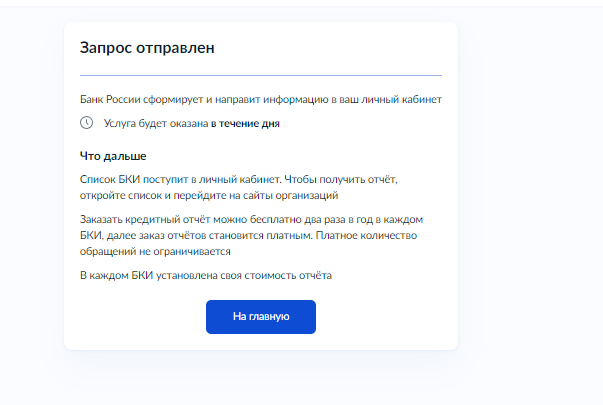 Запрос отправлен
Банк России сформирует и направит информацию в ваш личный кабинет
Услуга будет оказана в течение дня
Что дальше
Список БКИ поступит в личный кабинет. Чтобы получить отчёт,
откройте список и перейдите на сайты организаций
Заказать кредитный отчёт можно бесплатно два раза в год в каждом
БКИ, далее заказ отчётов становится платным. Платное количество
обращений не ограничивается
В каждом БКИ установлена своя стоимость отчёта
На главную